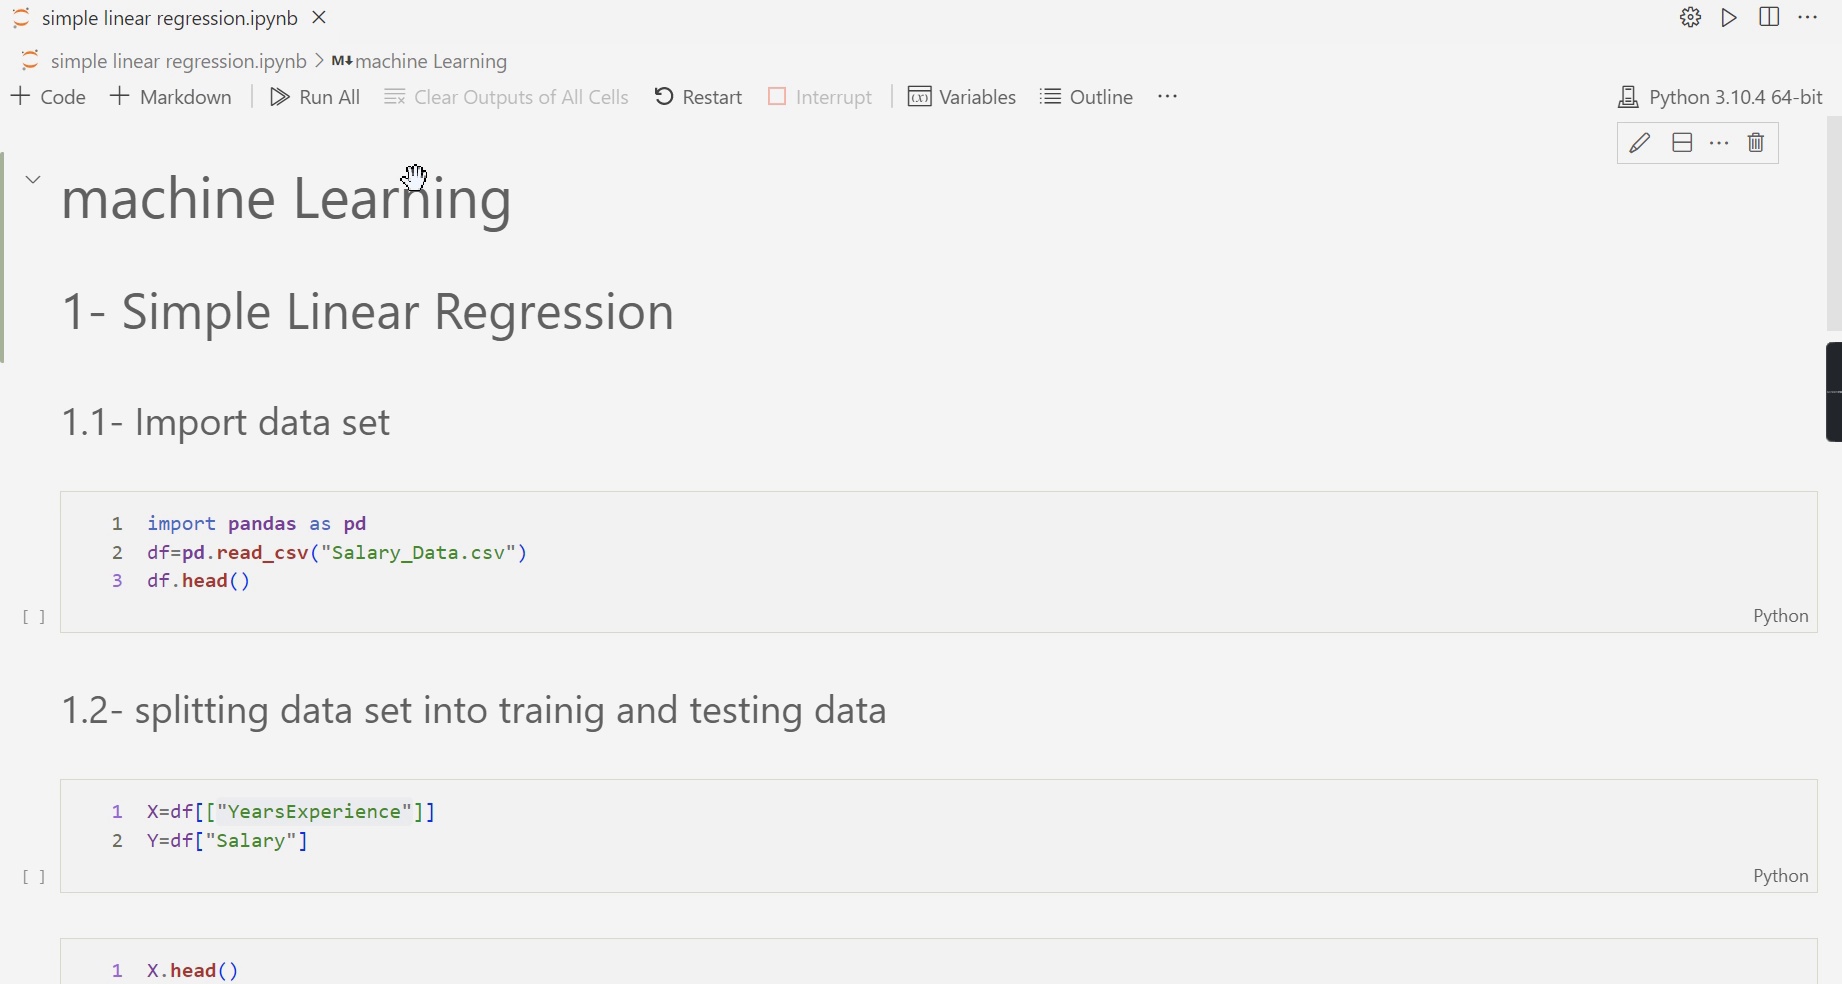 simple linear regression.ipynb
simple linear regression.ipynb > M↓ machine Learning
+ Code + Markdown Run All Clear Outputs of All Cells Restart Interrupt (x) Variables Outline ... Python 3.10.4 64-bit
machine Learning
1- Simple Linear Regression
1.1- Import data set
1 import pandas as pd
2 df=pd.read_csv("Salary_Data.csv")
3 df.head()
[ ] Python
1.2- splitting data set into trainig and testing data
1 X=df[["YearsExperience"]]
2 Y=df["Salary"]
[ ] Python
1 X.head()